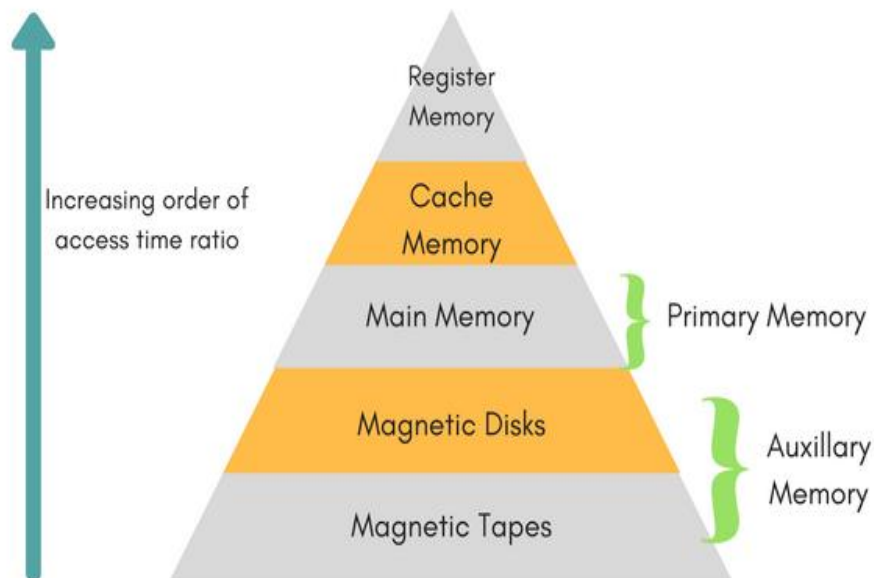 Register
Memory
Increasing order of
access time ratio
Cache
Memory
Main Memory
Primary Memory
Magnetic Disks
Auxillary
Memory
Magnetic Tapes